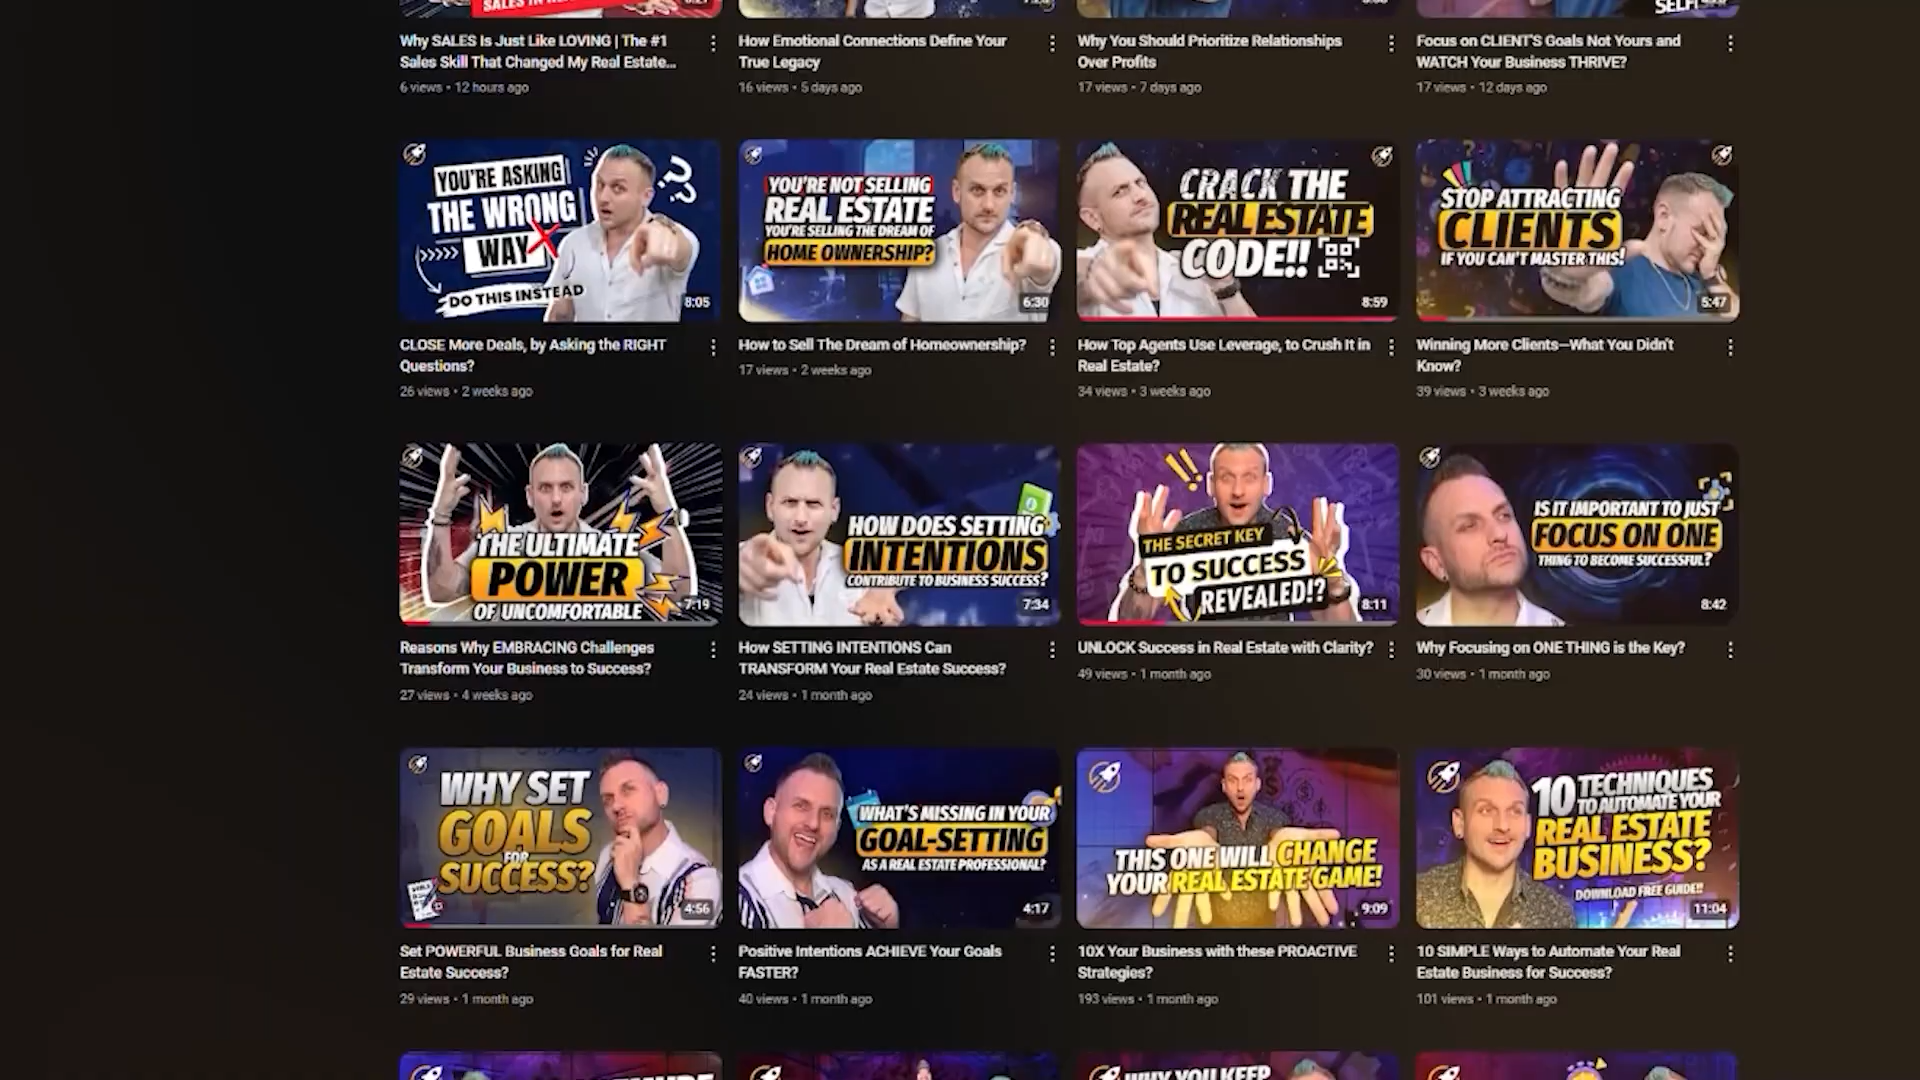 SALES IN
SELF!
Why SALES Is Just Like LOVING | The #1
Sales Skill That Changed My Real Estate...
6 views • 12 hours ago
How Emotional Connections Define Your
True Legacy
16 views • 5 days ago
Why You Should Prioritize Relationships
Over Profits
17 views • 7 days ago
Focus on CLIENT'S Goals Not Yours and
WATCH Your Business THRIVE?
17 views • 12 days ago
YOU'RE ASKING
THE WRONG
WAY
DO THIS INSTEAD
8:05
YOU'RE NOT SELLING
REAL ESTATE
YOU'RE SELLING THE DREAM OF
HOME OWNERSHIP?
6:30
CRACK THE
REAL ESTATE
CODE!!
8:59
STOP ATTRACTING
CLIENTS
IF YOU CAN'T MASTER THIS!
5:47
CLOSE More Deals, by Asking the RIGHT
Questions?
26 views • 2 weeks ago
How to Sell The Dream of Homeownership?
17 views • 2 weeks ago
How Top Agents Use Leverage, to Crush It in
Real Estate?
34 views • 3 weeks ago
Winning More Clients—What You Didn't
Know?
39 views • 3 weeks ago
THE ULTIMATE
POWER
OF UNCOMFORTABLE
7:19
HOW DOES SETTING
INTENTIONS
CONTRIBUTE TO BUSINESS SUCCESS?
7:34
THE SECRET KEY
TO SUCCESS
REVEALED!?
8:11
IS IT IMPORTANT TO JUST
FOCUS ON ONE
THING TO BECOME SUCCESSFUL?
8:42
Reasons Why EMBRACING Challenges
Transform Your Business to Success?
27 views • 4 weeks ago
How SETTING INTENTIONS Can
TRANSFORM Your Real Estate Success?
24 views • 1 month ago
UNLOCK Success in Real Estate with Clarity?
49 views • 1 month ago
Why Focusing on ONE THING is the Key?
30 views • 1 month ago
WHY SET
GOALS
FOR
SUCCESS?
4:56
WHAT'S MISSING IN YOUR
GOAL-SETTING
AS A REAL ESTATE PROFESSIONAL?
4:17
THIS ONE WILL CHANGE
YOUR REAL ESTATE GAME!
9:09
10 TECHNIQUES
TO AUTOMATE YOUR
REAL ESTATE
BUSINESS?
DOWNLOAD FREE GUIDE!!
11:04
Set POWERFUL Business Goals for Real
Estate Success?
29 views • 1 month ago
Positive Intentions ACHIEVE Your Goals
FASTER?
40 views • 1 month ago
10X Your Business with these PROACTIVE
Strategies?
193 views • 1 month ago
10 SIMPLE Ways to Automate Your Real
Estate Business for Success?
101 views • 1 month ago
WHY YOU KEEP